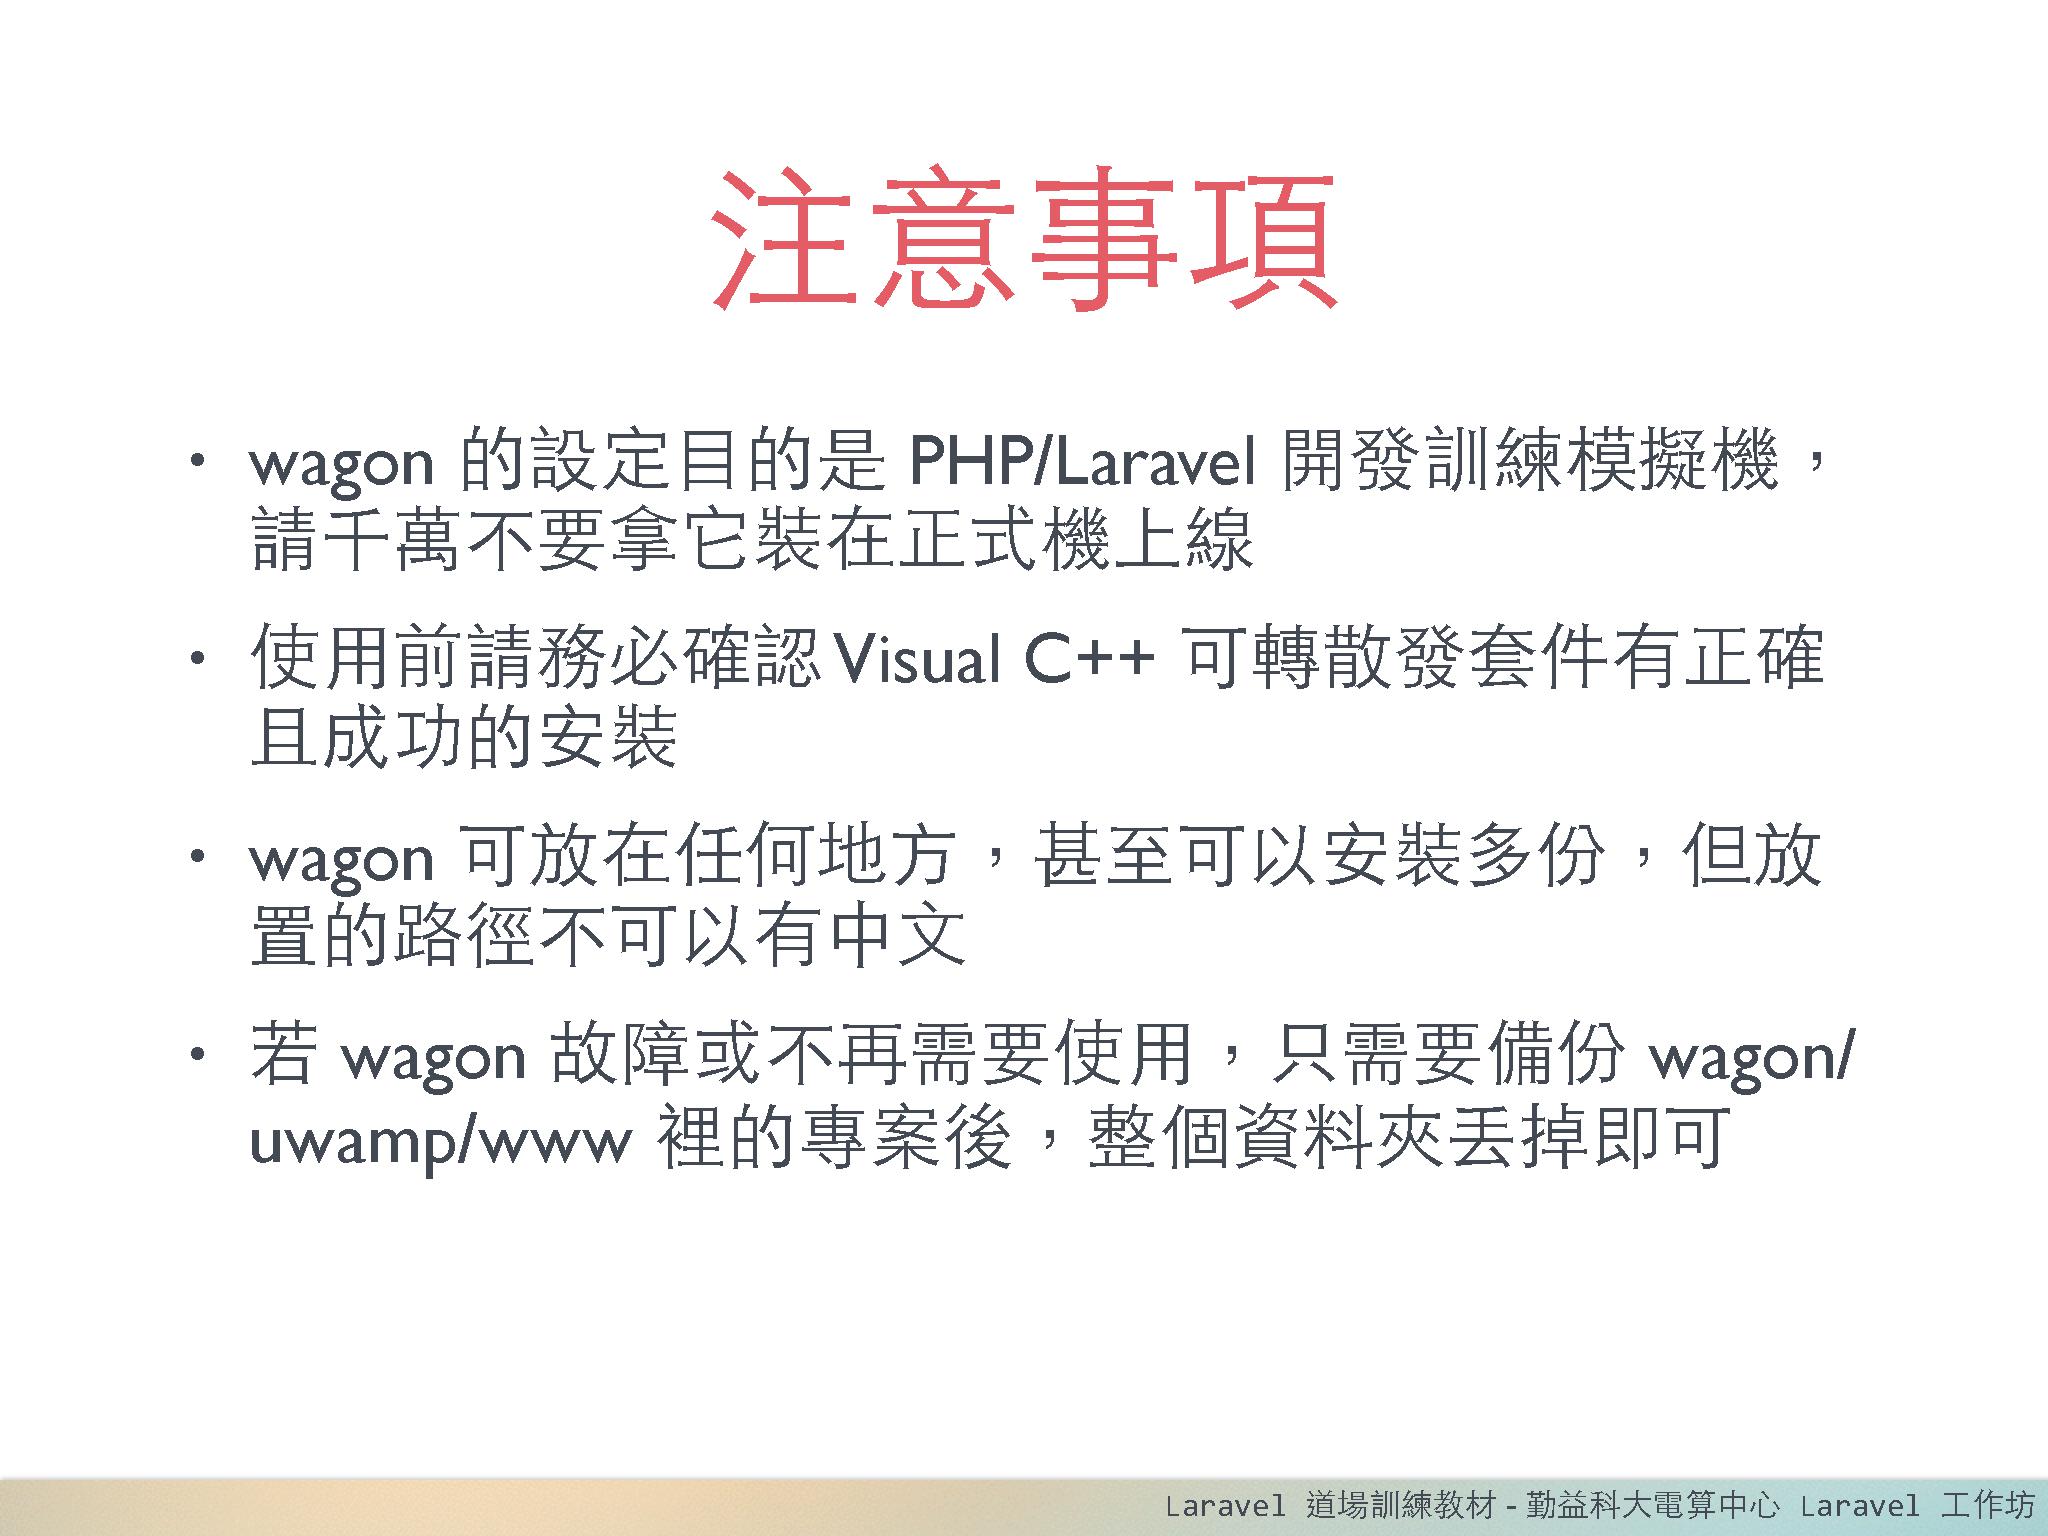 注意事項
• wagon 的設定目的是 PHP/Laravel 開發訓練模擬機，
請千萬不要拿它裝在正式機上線
• 使用前請務必確認 Visual C++ 可轉散發套件有正確
且成功的安裝
• wagon 可放在任何地方，甚至可以安裝多份，但放
置的路徑不可以有中文
• 若 wagon 故障或不再需要使用，只需要備份 wagon/
uwamp/www 裡的專案後，整個資料夾丟掉即可
Laravel 道場訓練教材 - 勤益科大電算中心 Laravel 工作坊